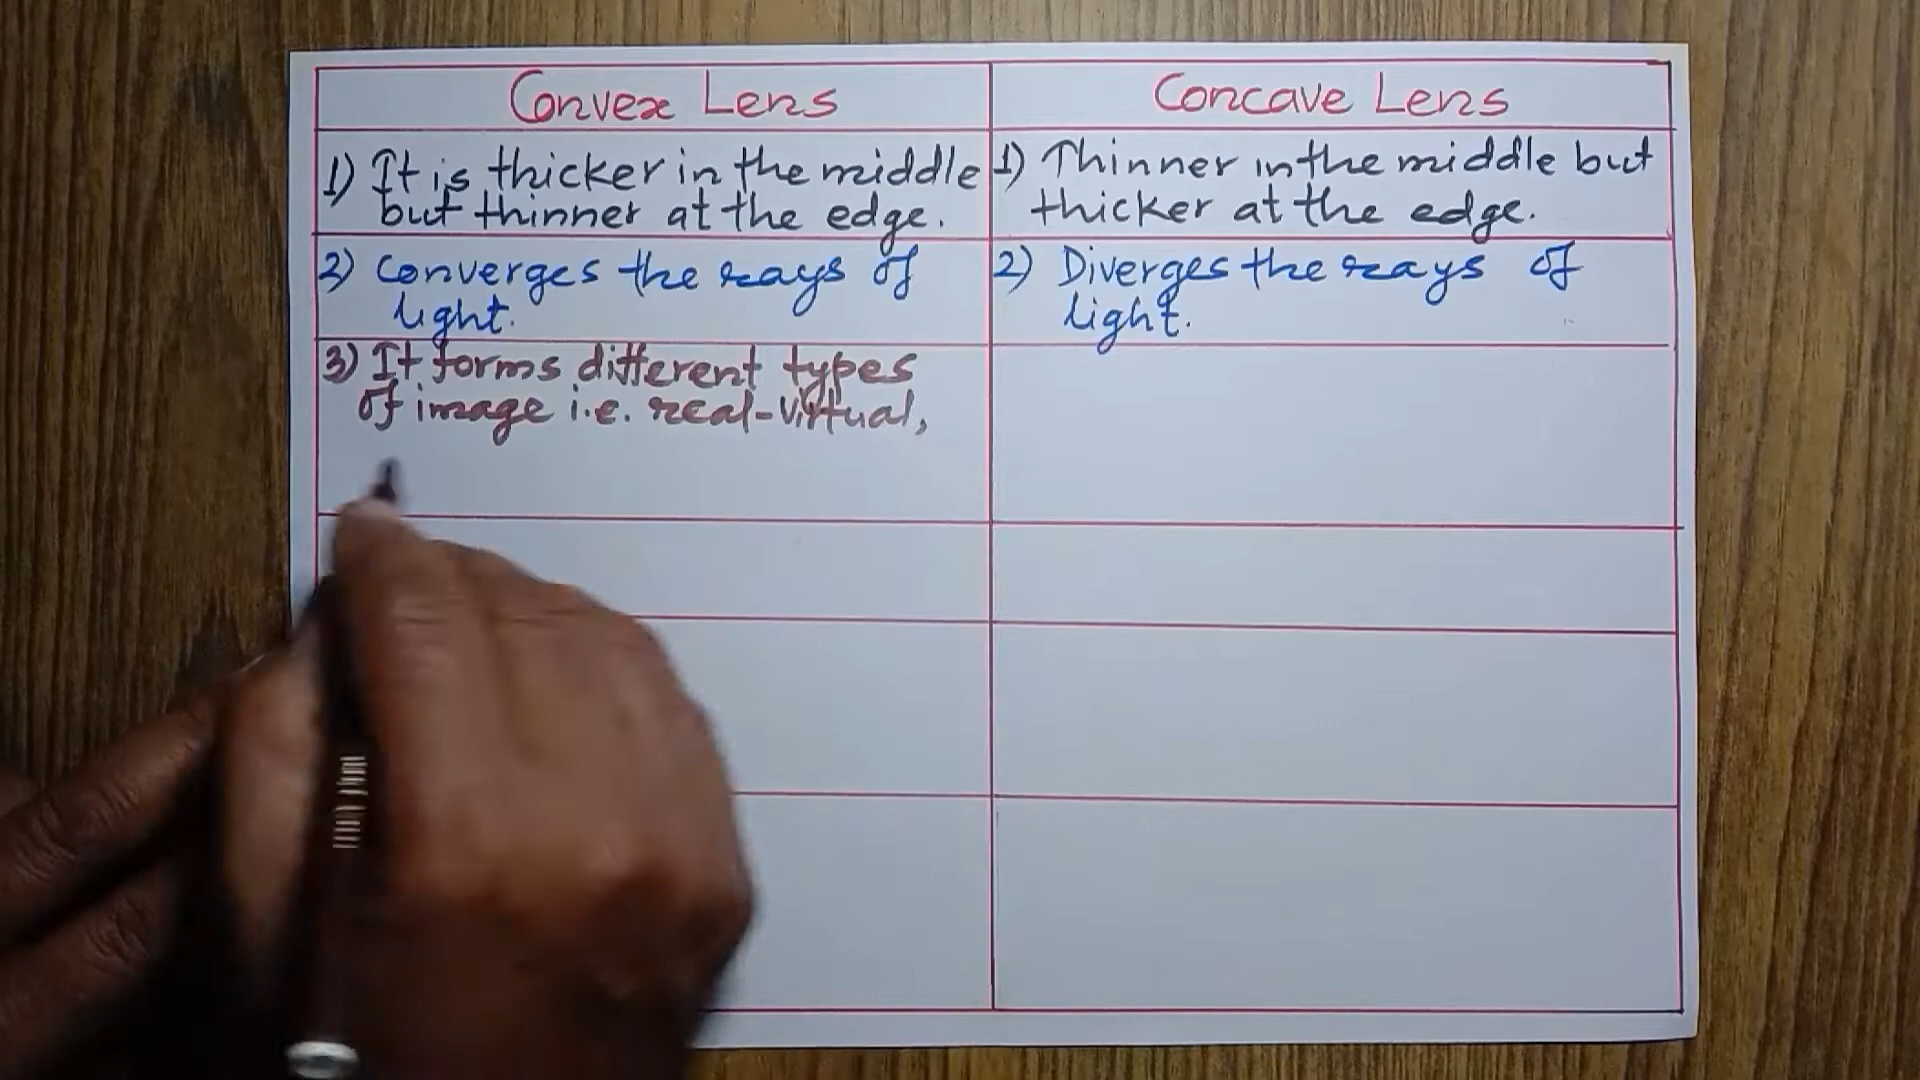 Convex Lens
Concave Lens
1) It is thicker in the middle
but thinner at the edge.
1) Thinner in the middle but
thicker at the edge.
2) Converges the rays of
light.
2) Diverges the rays of
light.
3) It forms different types
of image i.e. real-virtual,